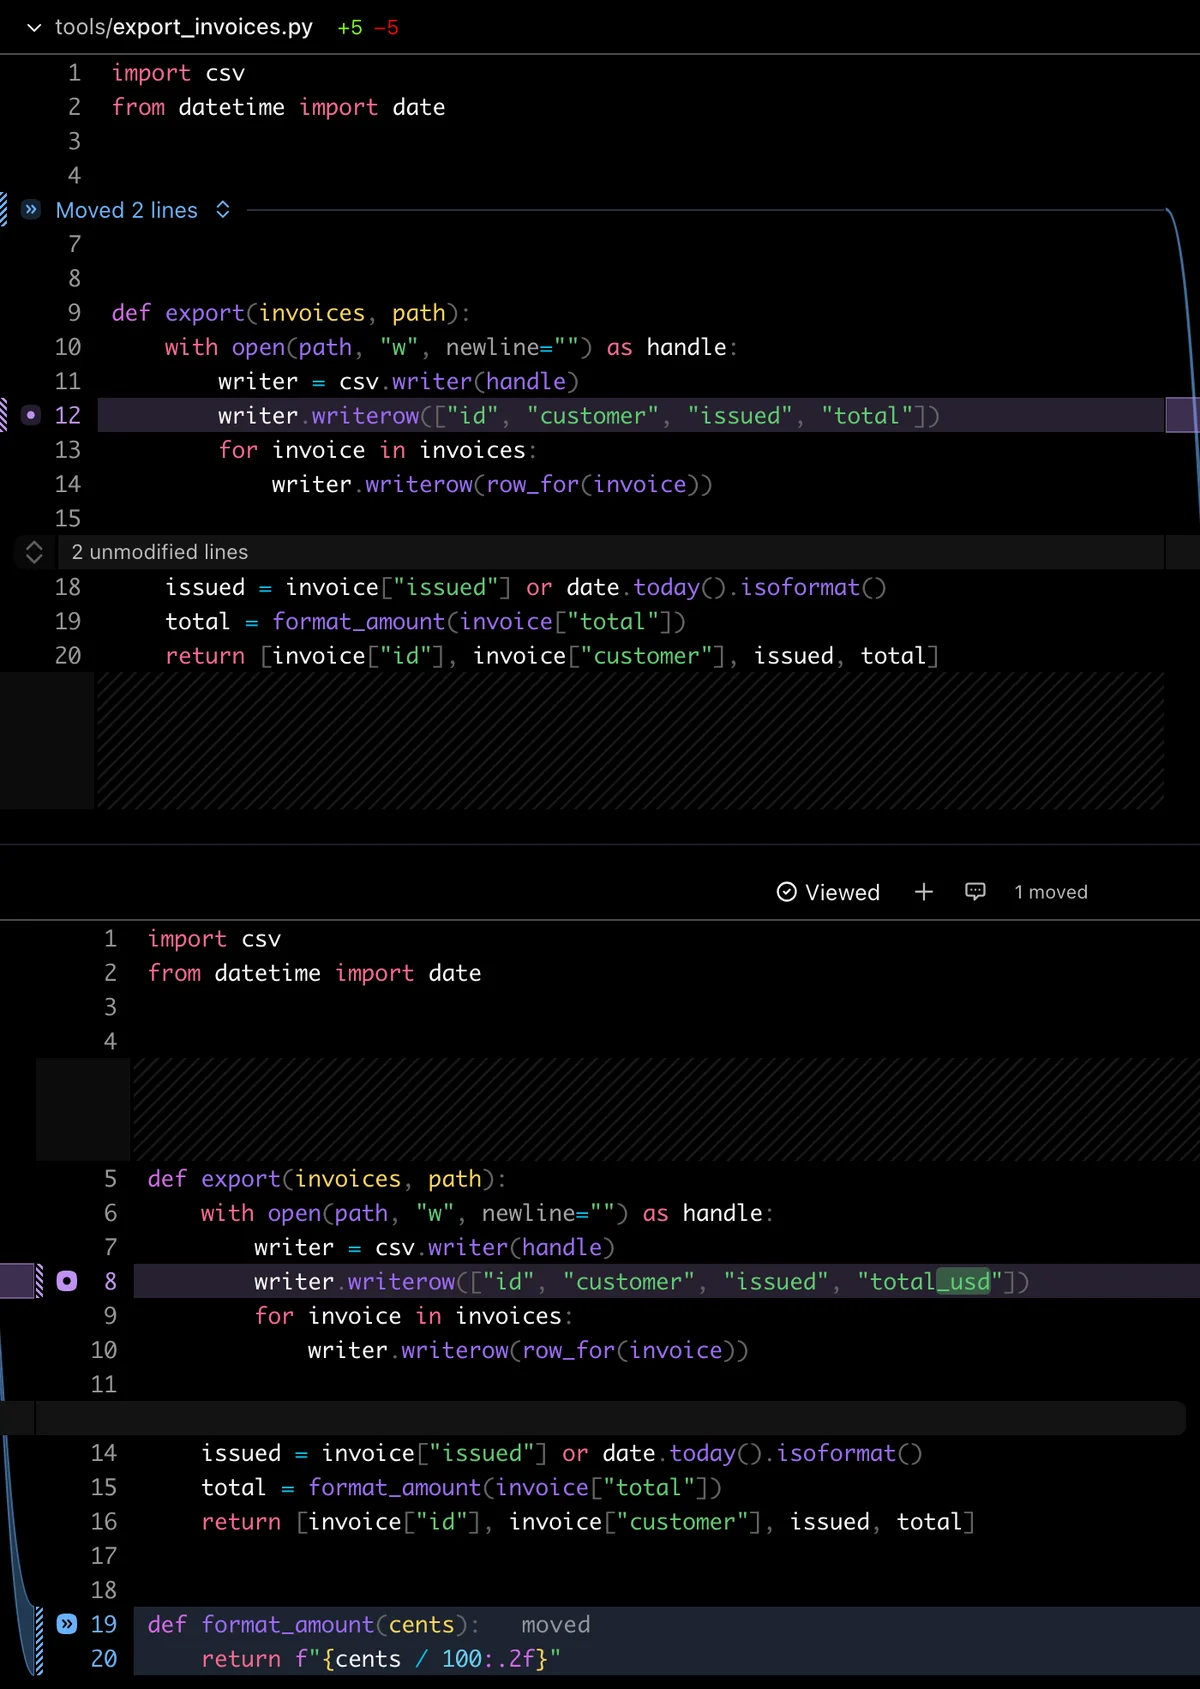 tools/export_invoices.py +5 −5
1 import csv
2 from datetime import date
3
4
Moved 2 lines
7
8
9 def export(invoices, path):
10     with open(path, "w", newline="") as handle:
11         writer = csv.writer(handle)
12         writer.writerow(["id", "customer", "issued", "total"])
13         for invoice in invoices:
14             writer.writerow(row_for(invoice))
15
2 unmodified lines
18     issued = invoice["issued"] or date.today().isoformat()
19     total = format_amount(invoice["total"])
20     return [invoice["id"], invoice["customer"], issued, total]
Viewed 1 moved
1 import csv
2 from datetime import date
3
4
5 def export(invoices, path):
6     with open(path, "w", newline="") as handle:
7         writer = csv.writer(handle)
8         writer.writerow(["id", "customer", "issued", "total_usd"])
9         for invoice in invoices:
10             writer.writerow(row_for(invoice))
11
14     issued = invoice["issued"] or date.today().isoformat()
15     total = format_amount(invoice["total"])
16     return [invoice["id"], invoice["customer"], issued, total]
17
18
19 def format_amount(cents): moved
20     return f"{cents / 100:.2f}"